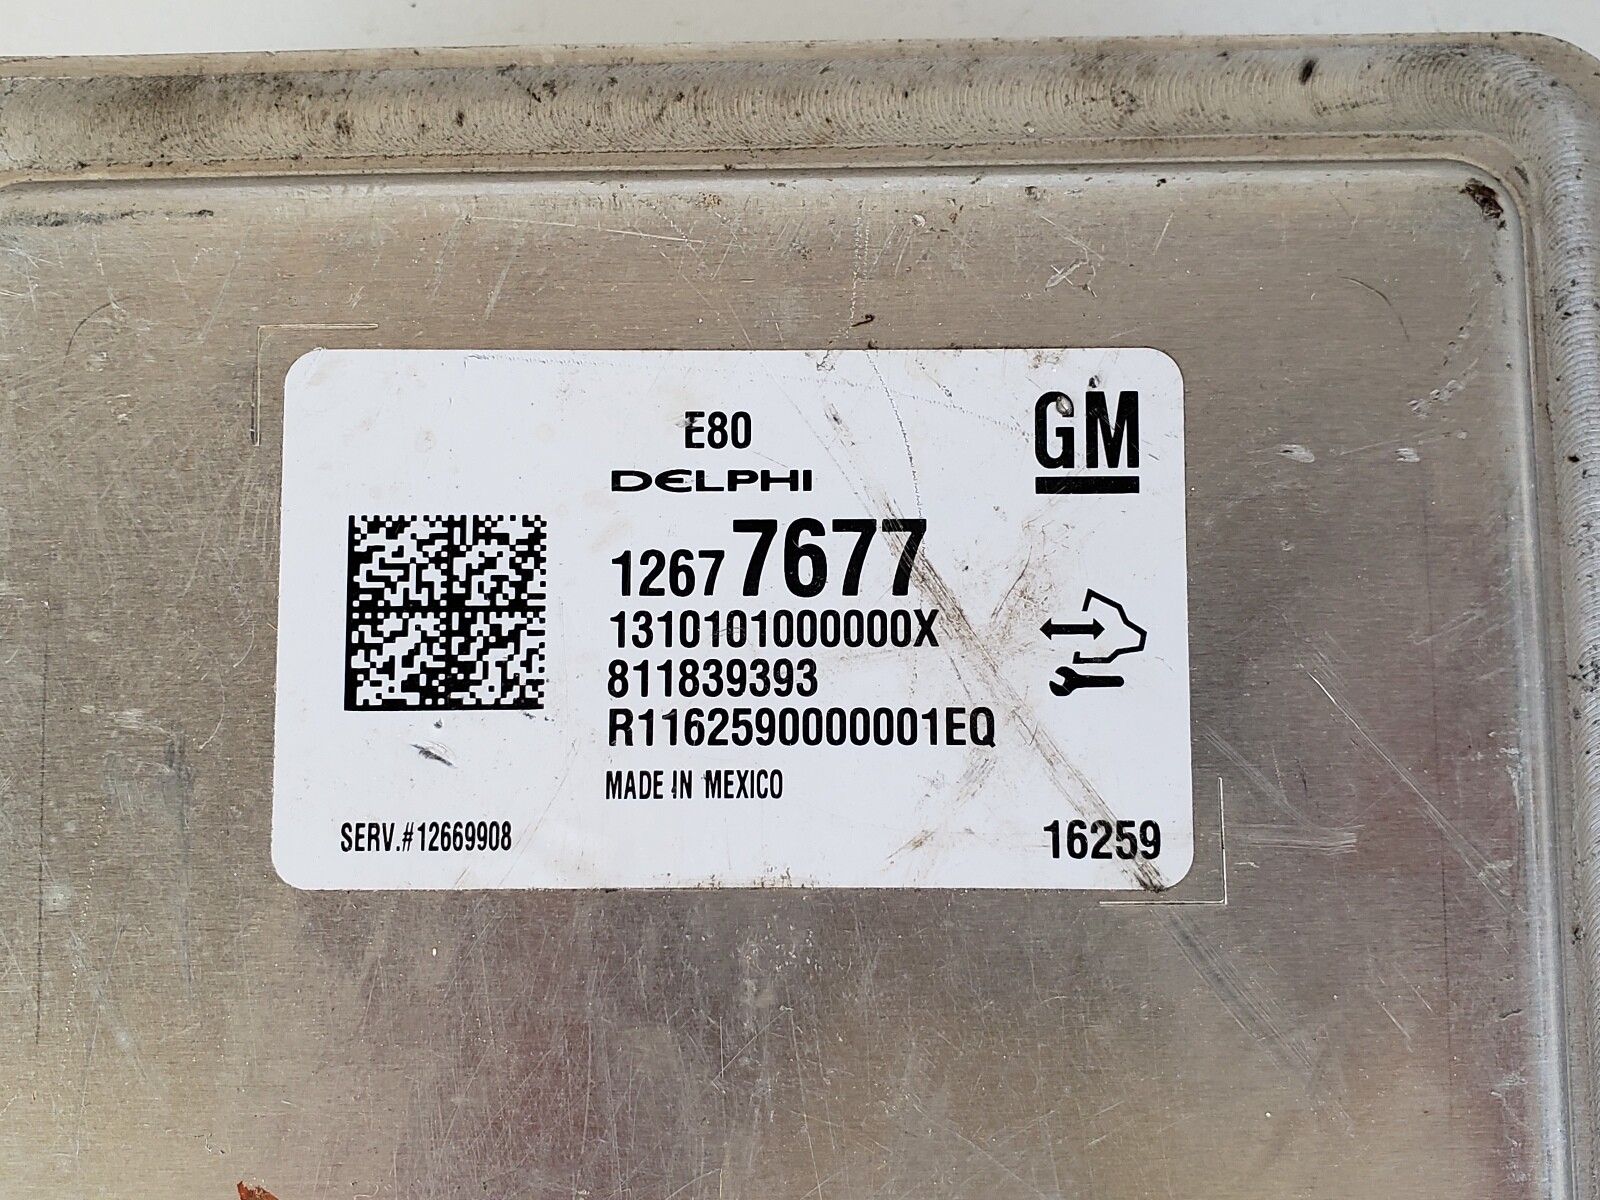 E80
GM
DELPHI
12677677
1310101000000X
811839393
R1162590000001EQ
MADE IN MEXICO
SERV.#12669908
16259